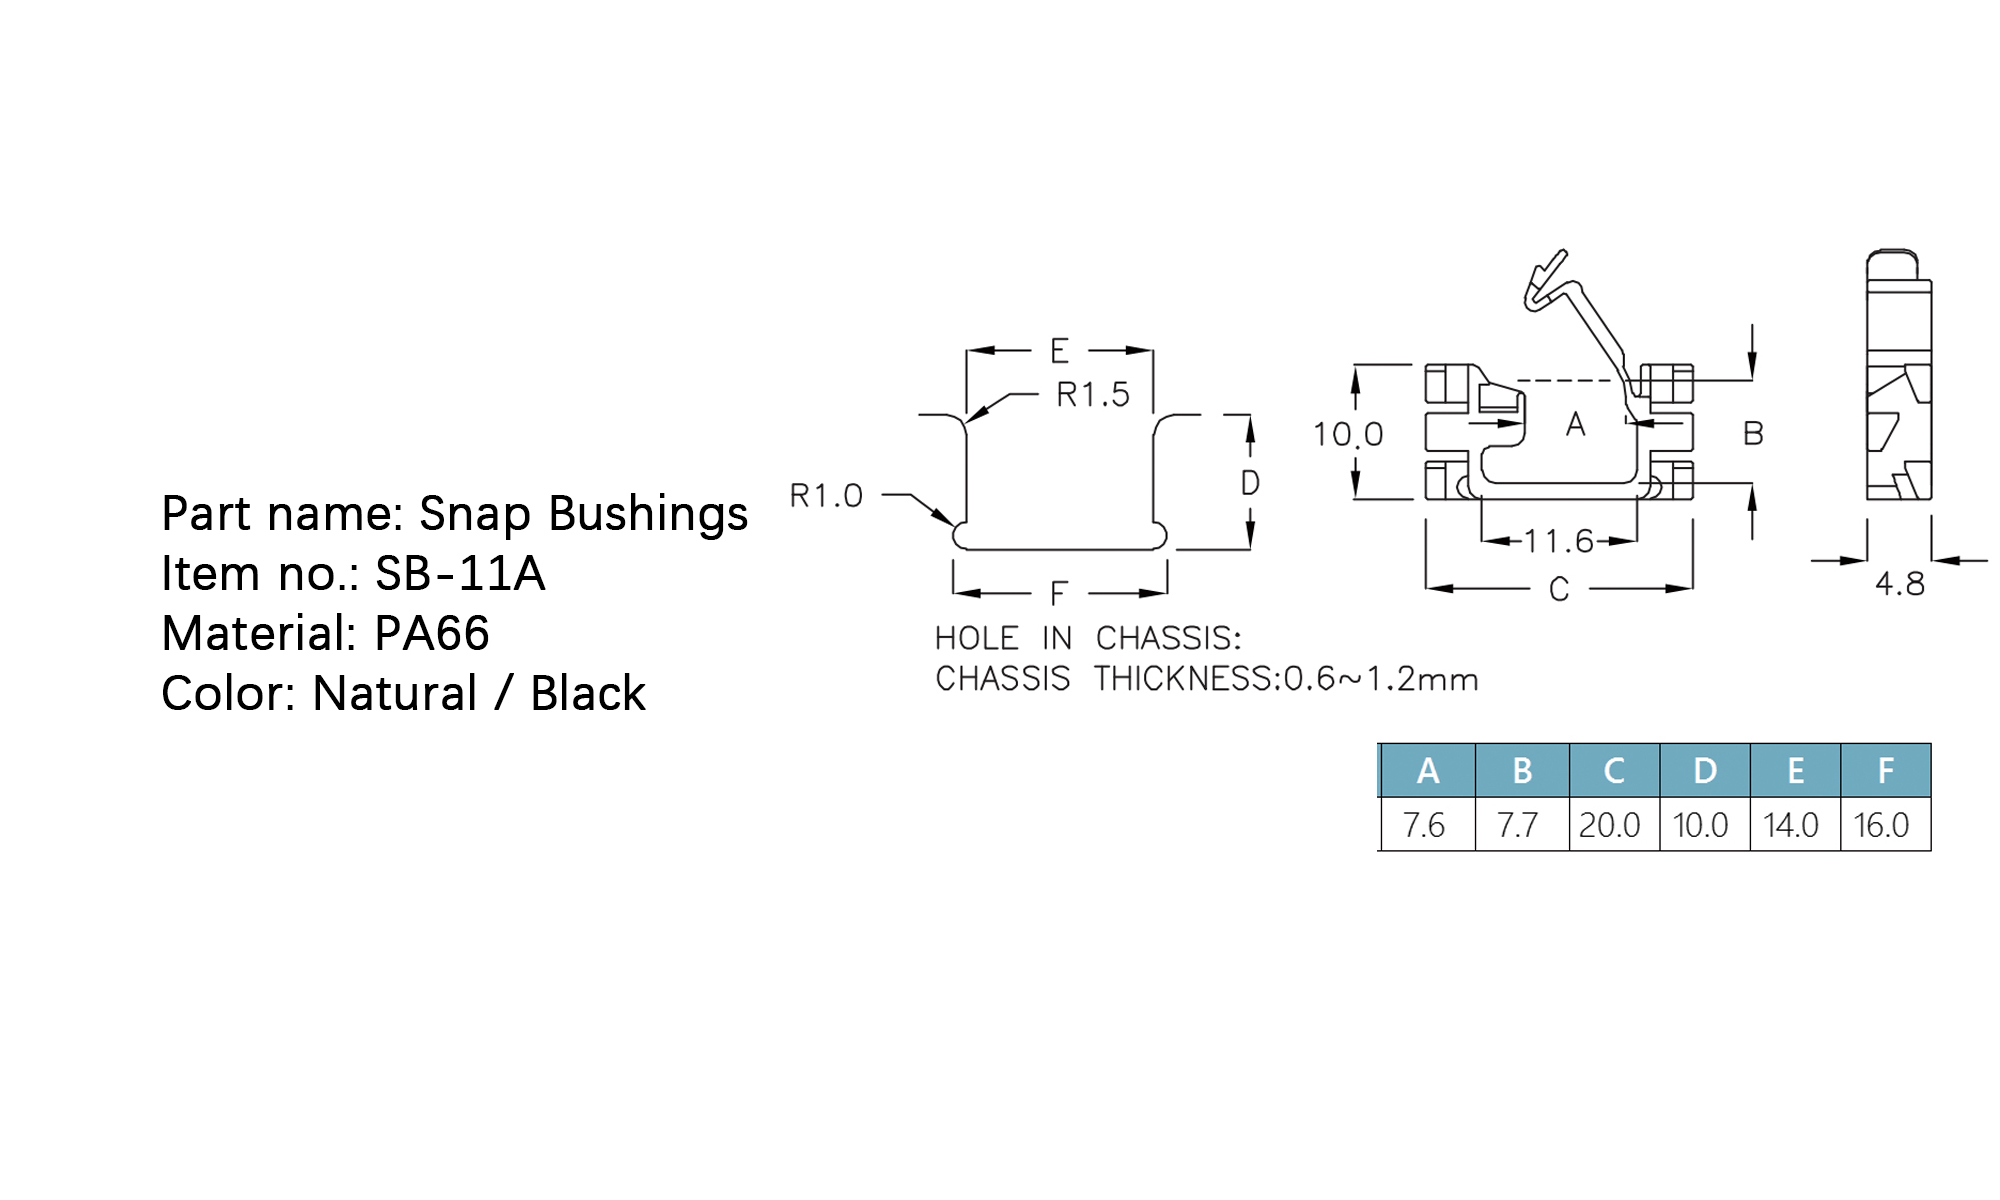 Part name: Snap Bushings
Item no.: SB-11A
Material: PA66
Color: Natural / Black
E
R1.5
R1.0
D
F
HOLE IN CHASSIS:
CHASSIS THICKNESS:0.6~1.2mm
10.0
A
B
11.6
C
4.8
A B C D E F
7.6 7.7 20.0 10.0 14.0 16.0